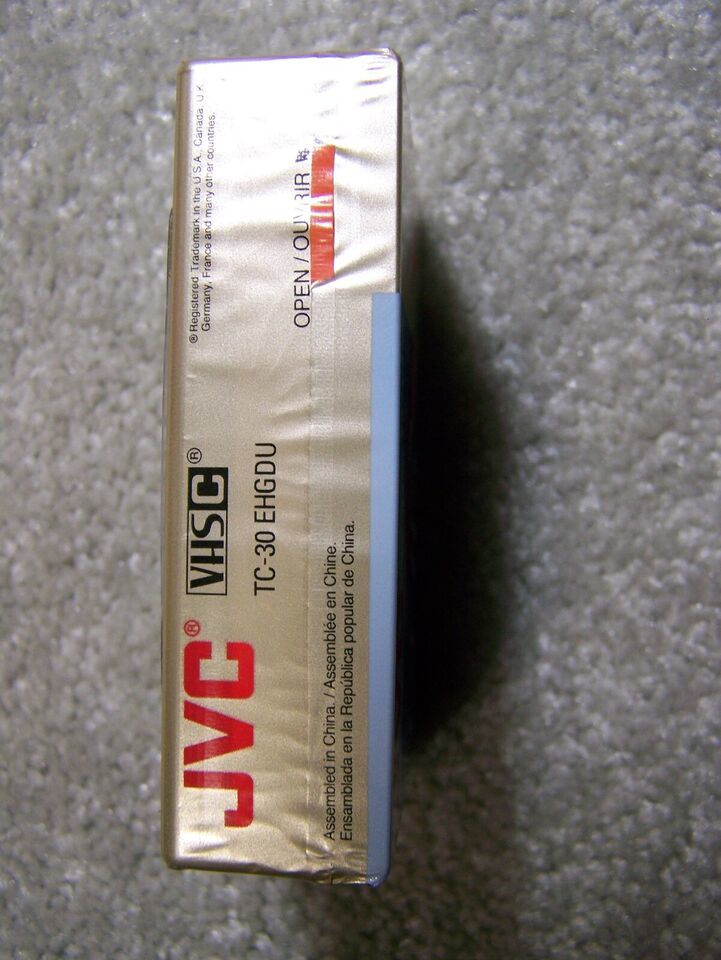 JVC®
VHSC®
TC-30 EHGDU
® Registered Trademark in the U.S.A., Canada, U.K.
Germany, France and many other countries.
OPEN / OUVRIR
Assembled in China. / Assemblée en Chine.
Ensamblada en la República popular de China.